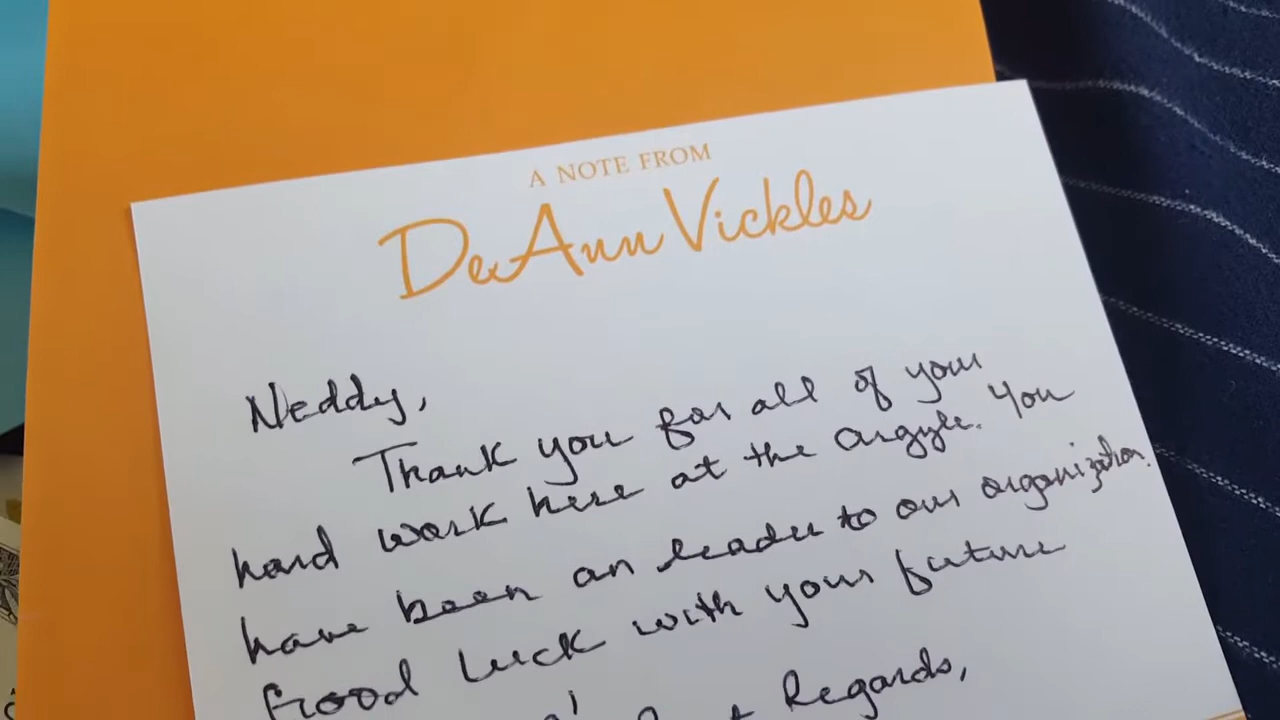 A NOTE FROM
DeAnn Vickles
Neddy,
Thank you for all of your
hard work here at the argyle. You
have been an leader to our organization.
Good luck with your future
Regards,